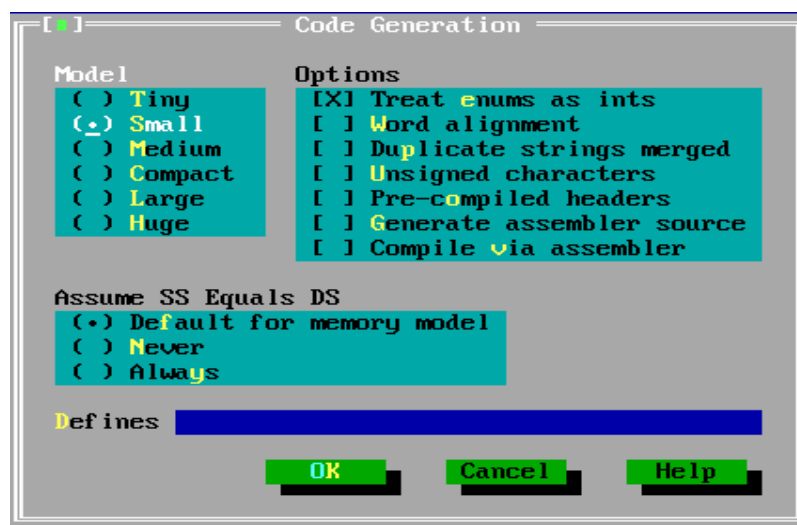 [■] Code Generation
Model
( ) Tiny
(•) Small
( ) Medium
( ) Compact
( ) Large
( ) Huge
Options
[X] Treat enums as ints
[ ] Word alignment
[ ] Duplicate strings merged
[ ] Unsigned characters
[ ] Pre-compiled headers
[ ] Generate assembler source
[ ] Compile via assembler
Assume SS Equals DS
(•) Default for memory model
( ) Never
( ) Always
Defines
OK Cancel Help